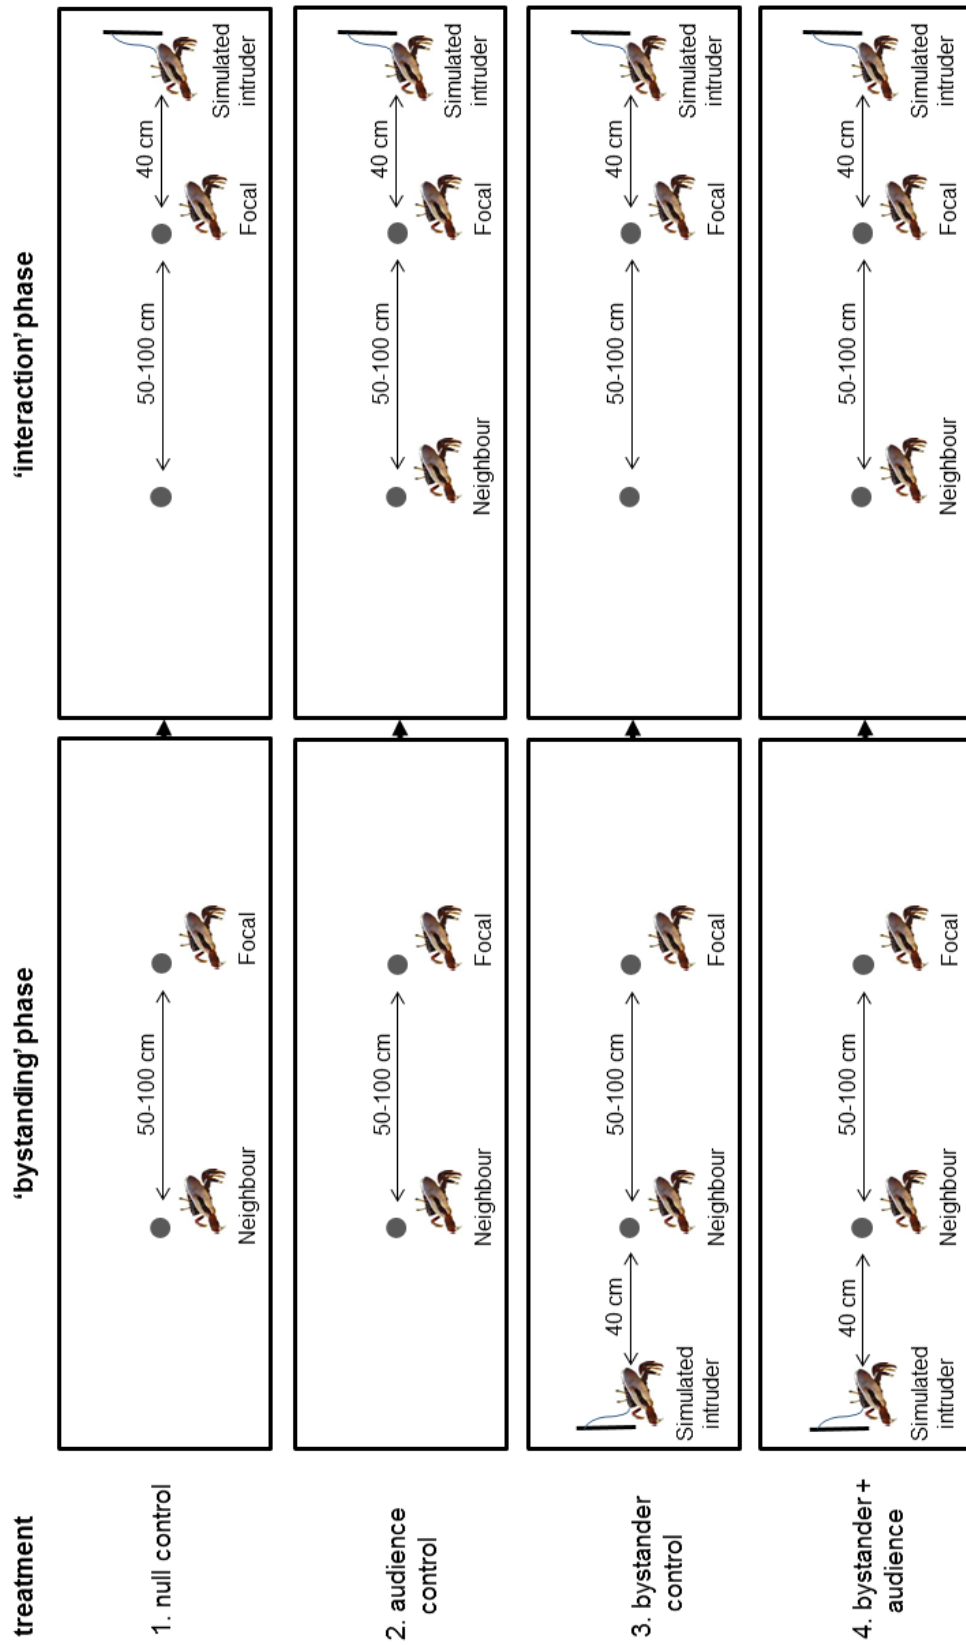 treatment
‘bystanding’ phase
‘interaction’ phase
1. null control
50-100 cm
Neighbour
Focal
50-100 cm
40 cm
Focal
Simulated
intruder
2. audience
control
50-100 cm
Neighbour
Focal
50-100 cm
40 cm
Neighbour
Focal
Simulated
intruder
3. bystander
control
40 cm
50-100 cm
Simulated
intruder
Neighbour
Focal
50-100 cm
40 cm
Focal
Simulated
intruder
4. bystander +
audience
40 cm
50-100 cm
Simulated
intruder
Neighbour
Focal
50-100 cm
40 cm
Neighbour
Focal
Simulated
intruder